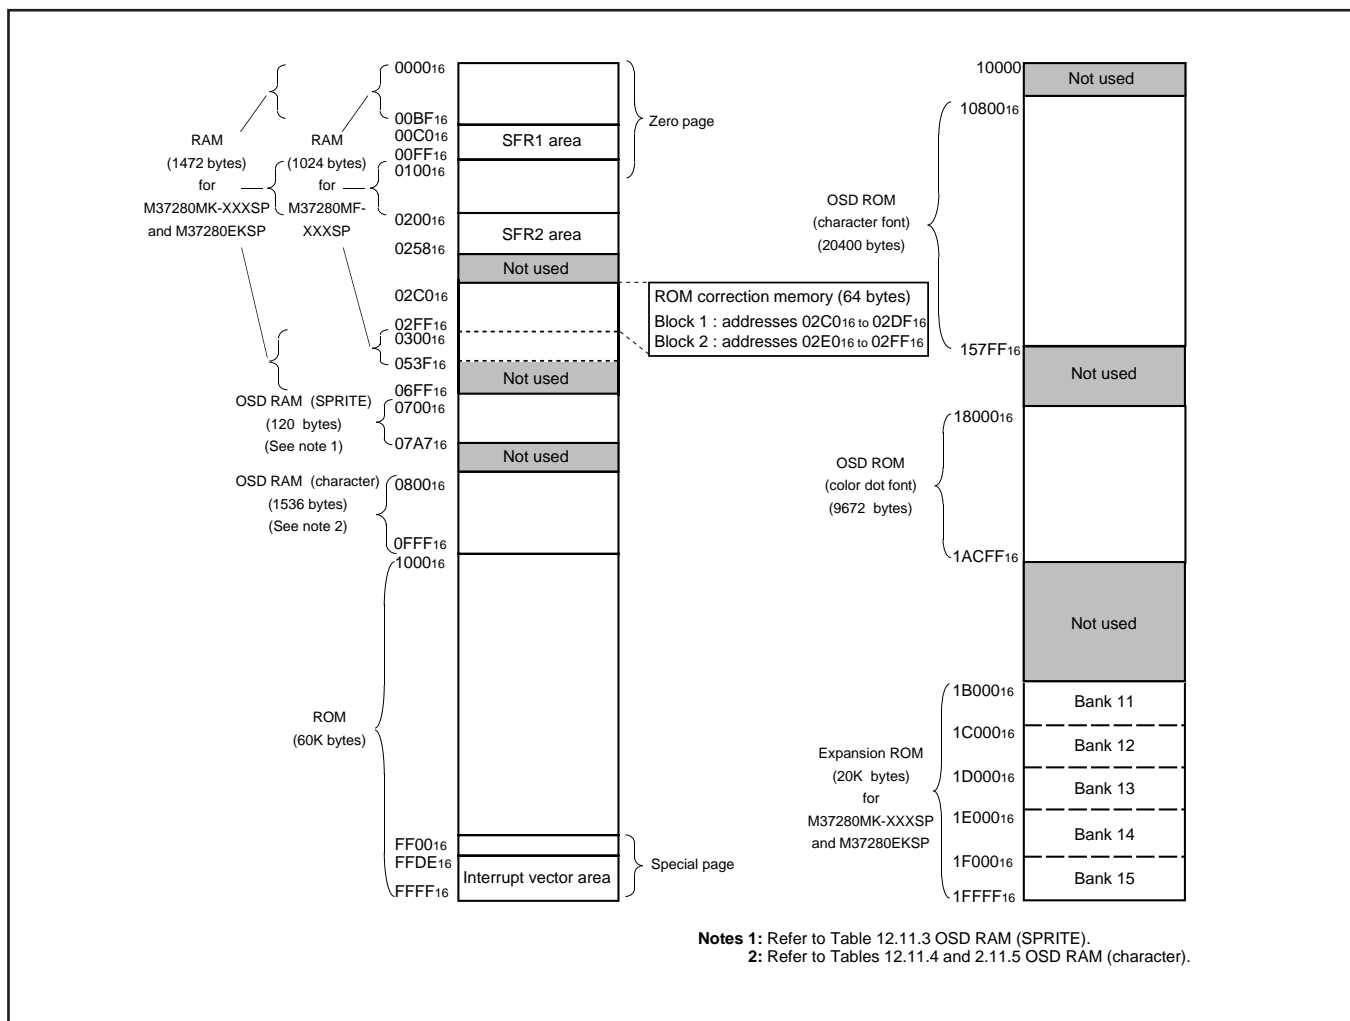 0000₁₆
00BF₁₆
00C0₁₆
00FF₁₆
0100₁₆
0200₁₆
0258₁₆
02C0₁₆
02FF₁₆
0300₁₆
053F₁₆
06FF₁₆
0700₁₆
07A7₁₆
0800₁₆
0FFF₁₆
1000₁₆
FF00₁₆
FFDE₁₆
FFFF₁₆
RAM
(1472 bytes)
for
M37280MK-XXXSP
and M37280EKSP
RAM
(1024 bytes)
for
M37280MF-
XXXSP
OSD RAM (SPRITE)
(120 bytes)
(See note 1)
OSD RAM (character)
(1536 bytes)
(See note 2)
ROM
(60K bytes)
SFR1 area
SFR2 area
Not used
Not used
Not used
Interrupt vector area
Zero page
ROM correction memory (64 bytes)
Block 1 : addresses 02C0₁₆ to 02DF₁₆
Block 2 : addresses 02E0₁₆ to 02FF₁₆
Special page
10000
10800₁₆
157FF₁₆
18000₁₆
1ACFF₁₆
1B000₁₆
1C000₁₆
1D000₁₆
1E000₁₆
1F000₁₆
1FFFF₁₆
OSD ROM
(character font)
(20400 bytes)
OSD ROM
(color dot font)
(9672 bytes)
Expansion ROM
(20K bytes)
for
M37280MK-XXXSP
and M37280EKSP
Not used
Not used
Not used
Bank 11
Bank 12
Bank 13
Bank 14
Bank 15
Notes 1: Refer to Table 12.11.3 OSD RAM (SPRITE).
2: Refer to Tables 12.11.4 and 2.11.5 OSD RAM (character).